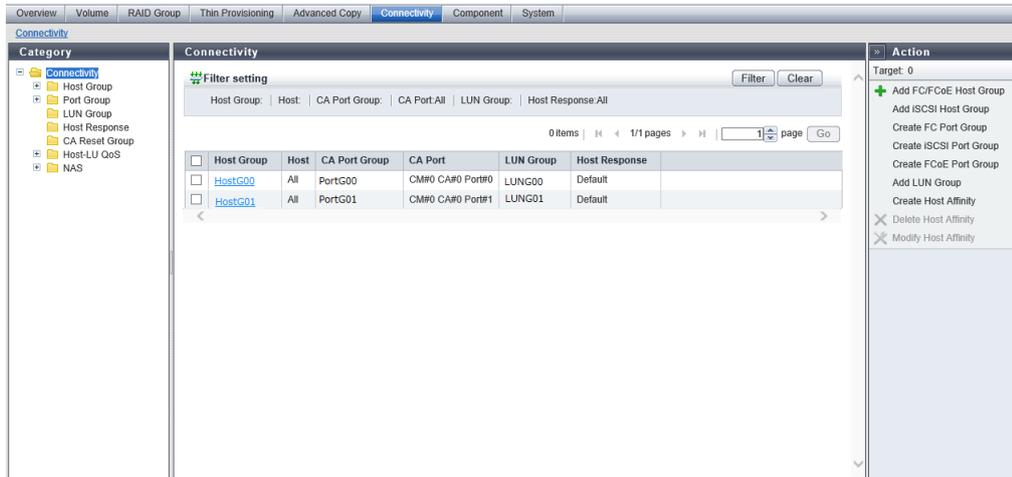 Overview Volume RAID Group Thin Provisioning Advanced Copy Connectivity Component System
Connectivity
Category
Connectivity
Host Group
Port Group
LUN Group
Host Response
CA Reset Group
Host-LU QoS
NAS
Connectivity
Filter setting
Filter Clear
Host Group: | Host: | CA Port Group: | CA Port:All | LUN Group: | Host Response:All
0 items | 1/1 pages | 1 page Go
Host Group Host CA Port Group CA Port LUN Group Host Response
HostG00 All PortG00 CM#0 CA#0 Port#0 LUNG00 Default
HostG01 All PortG01 CM#0 CA#0 Port#1 LUNG01 Default
» Action
Target: 0
Add FC/FCoE Host Group
Add iSCSI Host Group
Create FC Port Group
Create iSCSI Port Group
Create FCoE Port Group
Add LUN Group
Create Host Affinity
Delete Host Affinity
Modify Host Affinity